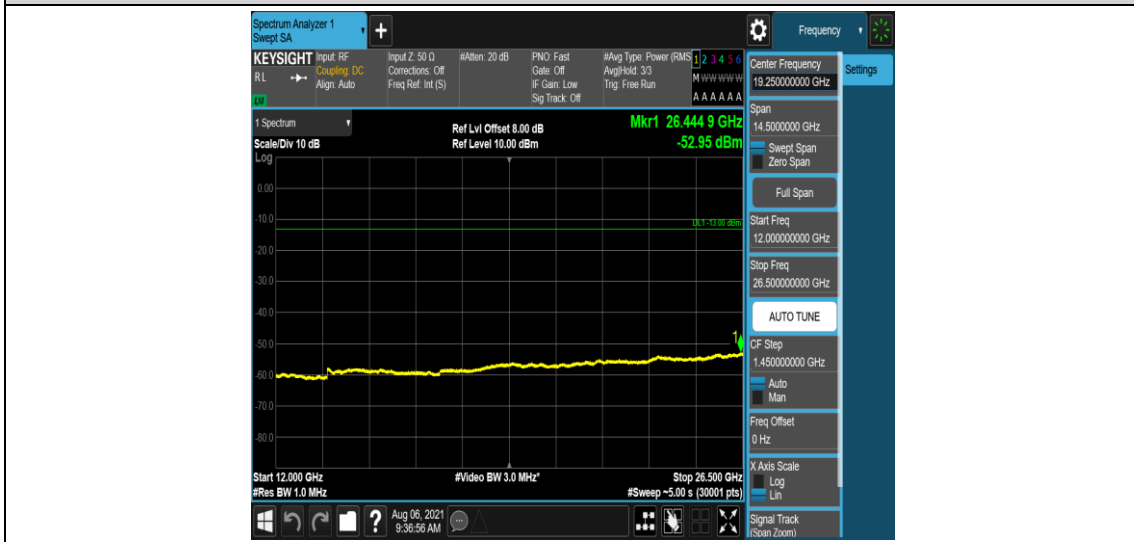 Spectrum Analyzer 1
Swept SA
+
Frequency
KEYSIGHT
RL
LXI
Input: RF
Coupling: DC
Align: Auto
Input Z: 50 Ω
Corrections: Off
Freq Ref: Int (S)
#Atten: 20 dB
PNO: Fast
Gate: Off
IF Gain: Low
Sig Track: Off
#Avg Type: Power (RMS
Avg|Hold: 3/3
Trig: Free Run
1 2 3 4 5 6
M W W W W W
A A A A A A
1 Spectrum
Scale/Div 10 dB
Log
Ref Lvl Offset 8.00 dB
Ref Level 10.00 dBm
Mkr1 26.444 9 GHz
-52.95 dBm
0.00
-10.0
DL1 -13.00 dBm
-20.0
-30.0
-40.0
1
-50.0
-60.0
-70.0
-80.0
Start 12.000 GHz
#Res BW 1.0 MHz
#Video BW 3.0 MHz*
Stop 26.500 GHz
#Sweep ~5.00 s (30001 pts)
?
Aug 06, 2021
9:36:56 AM
Center Frequency
19.250000000 GHz
Settings
Span
14.5000000 GHz
Swept Span
Zero Span
Full Span
Start Freq
12.000000000 GHz
Stop Freq
26.500000000 GHz
AUTO TUNE
CF Step
1.450000000 GHz
Auto
Man
Freq Offset
0 Hz
X Axis Scale
Log
Lin
Signal Track
(Span Zoom)